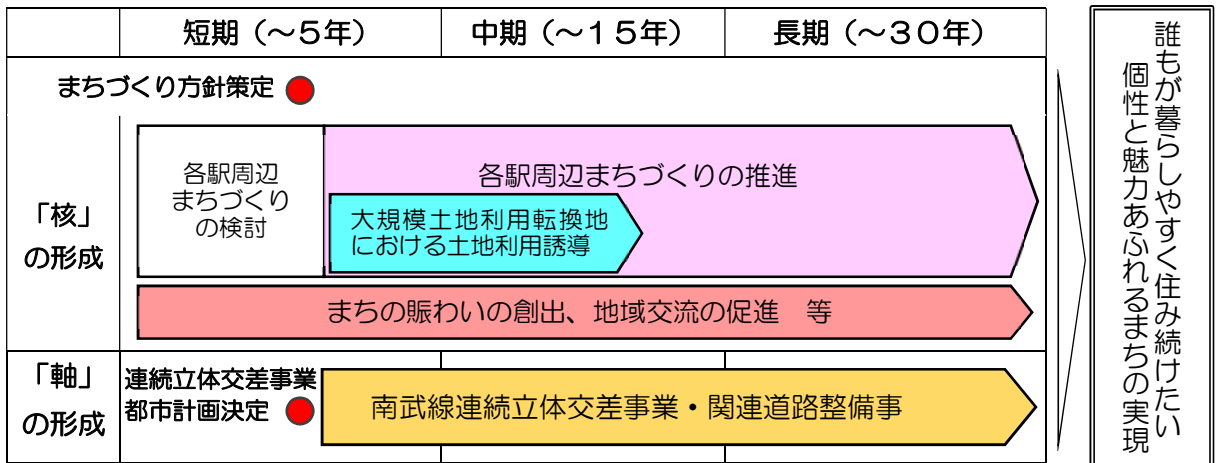 短期（～5年）
中期（～15年）
長期（～30年）
まちづくり方針策定
「核」
の形成
各駅周辺
まちづくり
の検討
各駅周辺まちづくりの推進
大規模土地利用転換地
における土地利用誘導
まちの賑わいの創出、地域交流の促進　等
「軸」
の形成
連続立体交差事業
都市計画決定
南武線連続立体交差事業・関連道路整備事
誰もが暮らしやすく住み続けたい
個性と魅力あふれるまちの実現